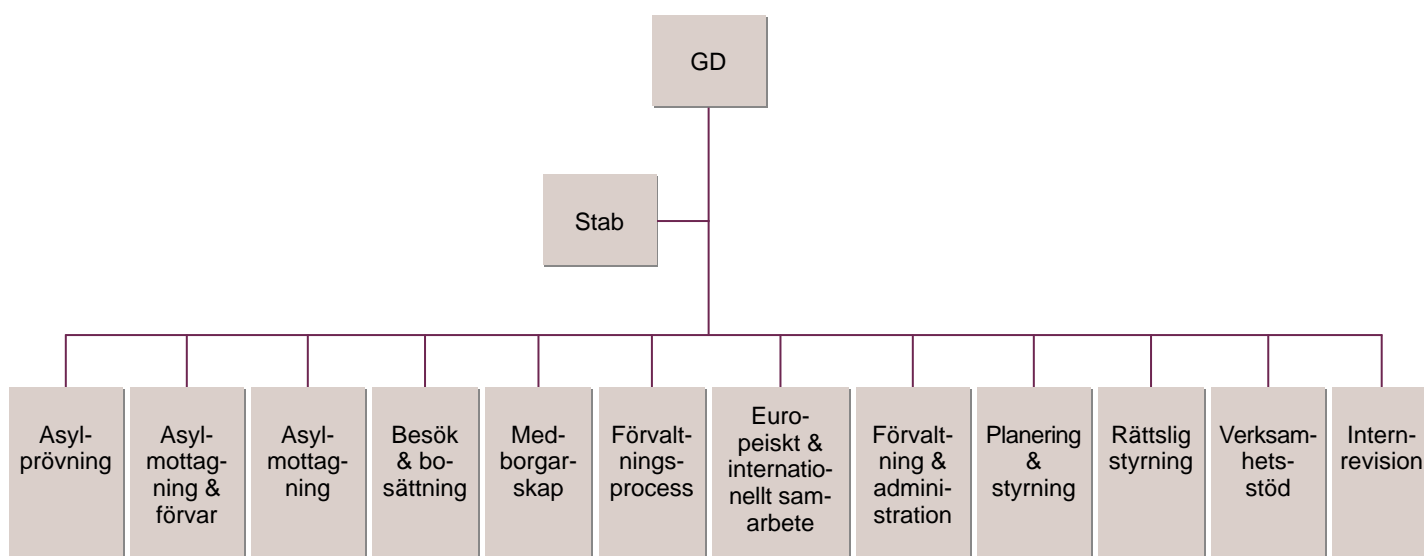 GD
Stab
Asyl-
prövning
Asyl-
mottag-
ning &
förvar
Asyl-
mottag-
ning
Besök
& bo-
sättning
Med-
borgar-
skap
Förvalt-
nings-
process
Euro-
peiskt &
internatio-
nellt sam-
arbete
Förvalt-
ning &
admini-
stration
Planering
&
styrning
Rättslig
styrning
Verksam-
hets-
stöd
Intern-
revision